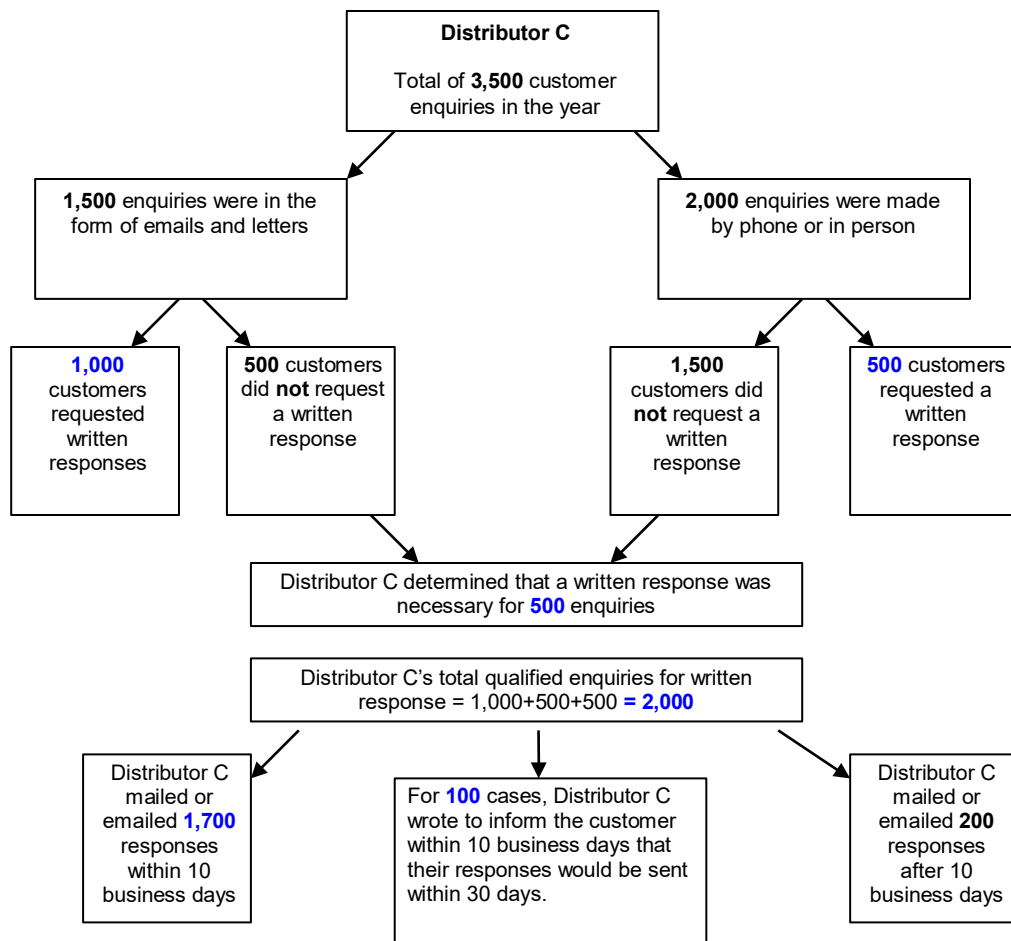 Distributor C
Total of 3,500 customer
enquiries in the year
1,500 enquiries were in the
form of emails and letters
2,000 enquiries were made
by phone or in person
1,000
customers
requested
written
responses
500 customers
did not request
a written
response
1,500
customers did
not request a
written
response
500 customers
requested a
written
response
Distributor C determined that a written response was
necessary for 500 enquiries
Distributor C’s total qualified enquiries for written
response = 1,000+500+500 = 2,000
Distributor C
mailed or
emailed 1,700
responses
within 10
business days
For 100 cases, Distributor C
wrote to inform the customer
within 10 business days that
their responses would be sent
within 30 days.
Distributor C
mailed or
emailed 200
responses
after 10
business days